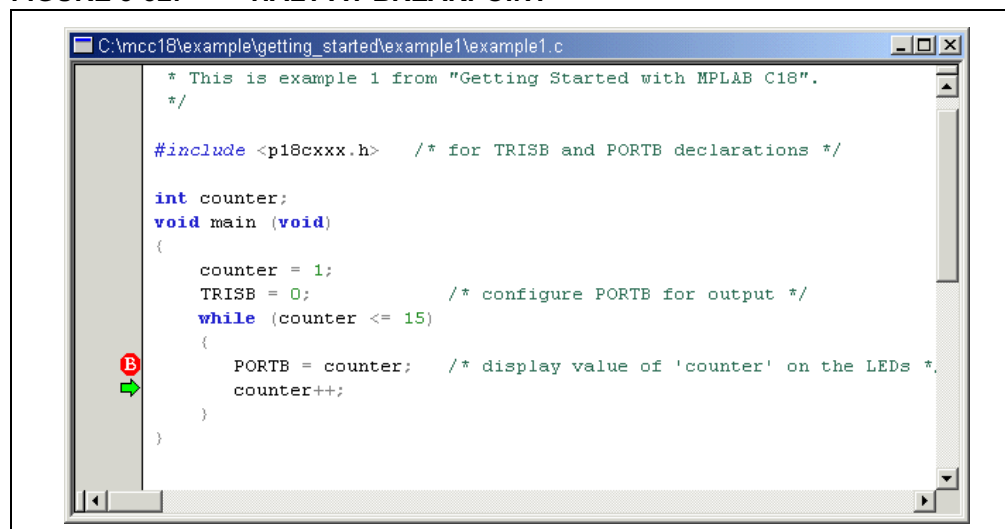 C:\mcc18\example\getting_started\example1\example1.c
* This is example 1 from "Getting Started with MPLAB C18".
*/
#include <p18cxxx.h> /* for TRISB and PORTB declarations */
int counter;
void main (void)
{
counter = 1;
TRISB = 0; /* configure PORTB for output */
while (counter <= 15)
{
B PORTB = counter; /* display value of 'counter' on the LEDs *
counter++;
}
}